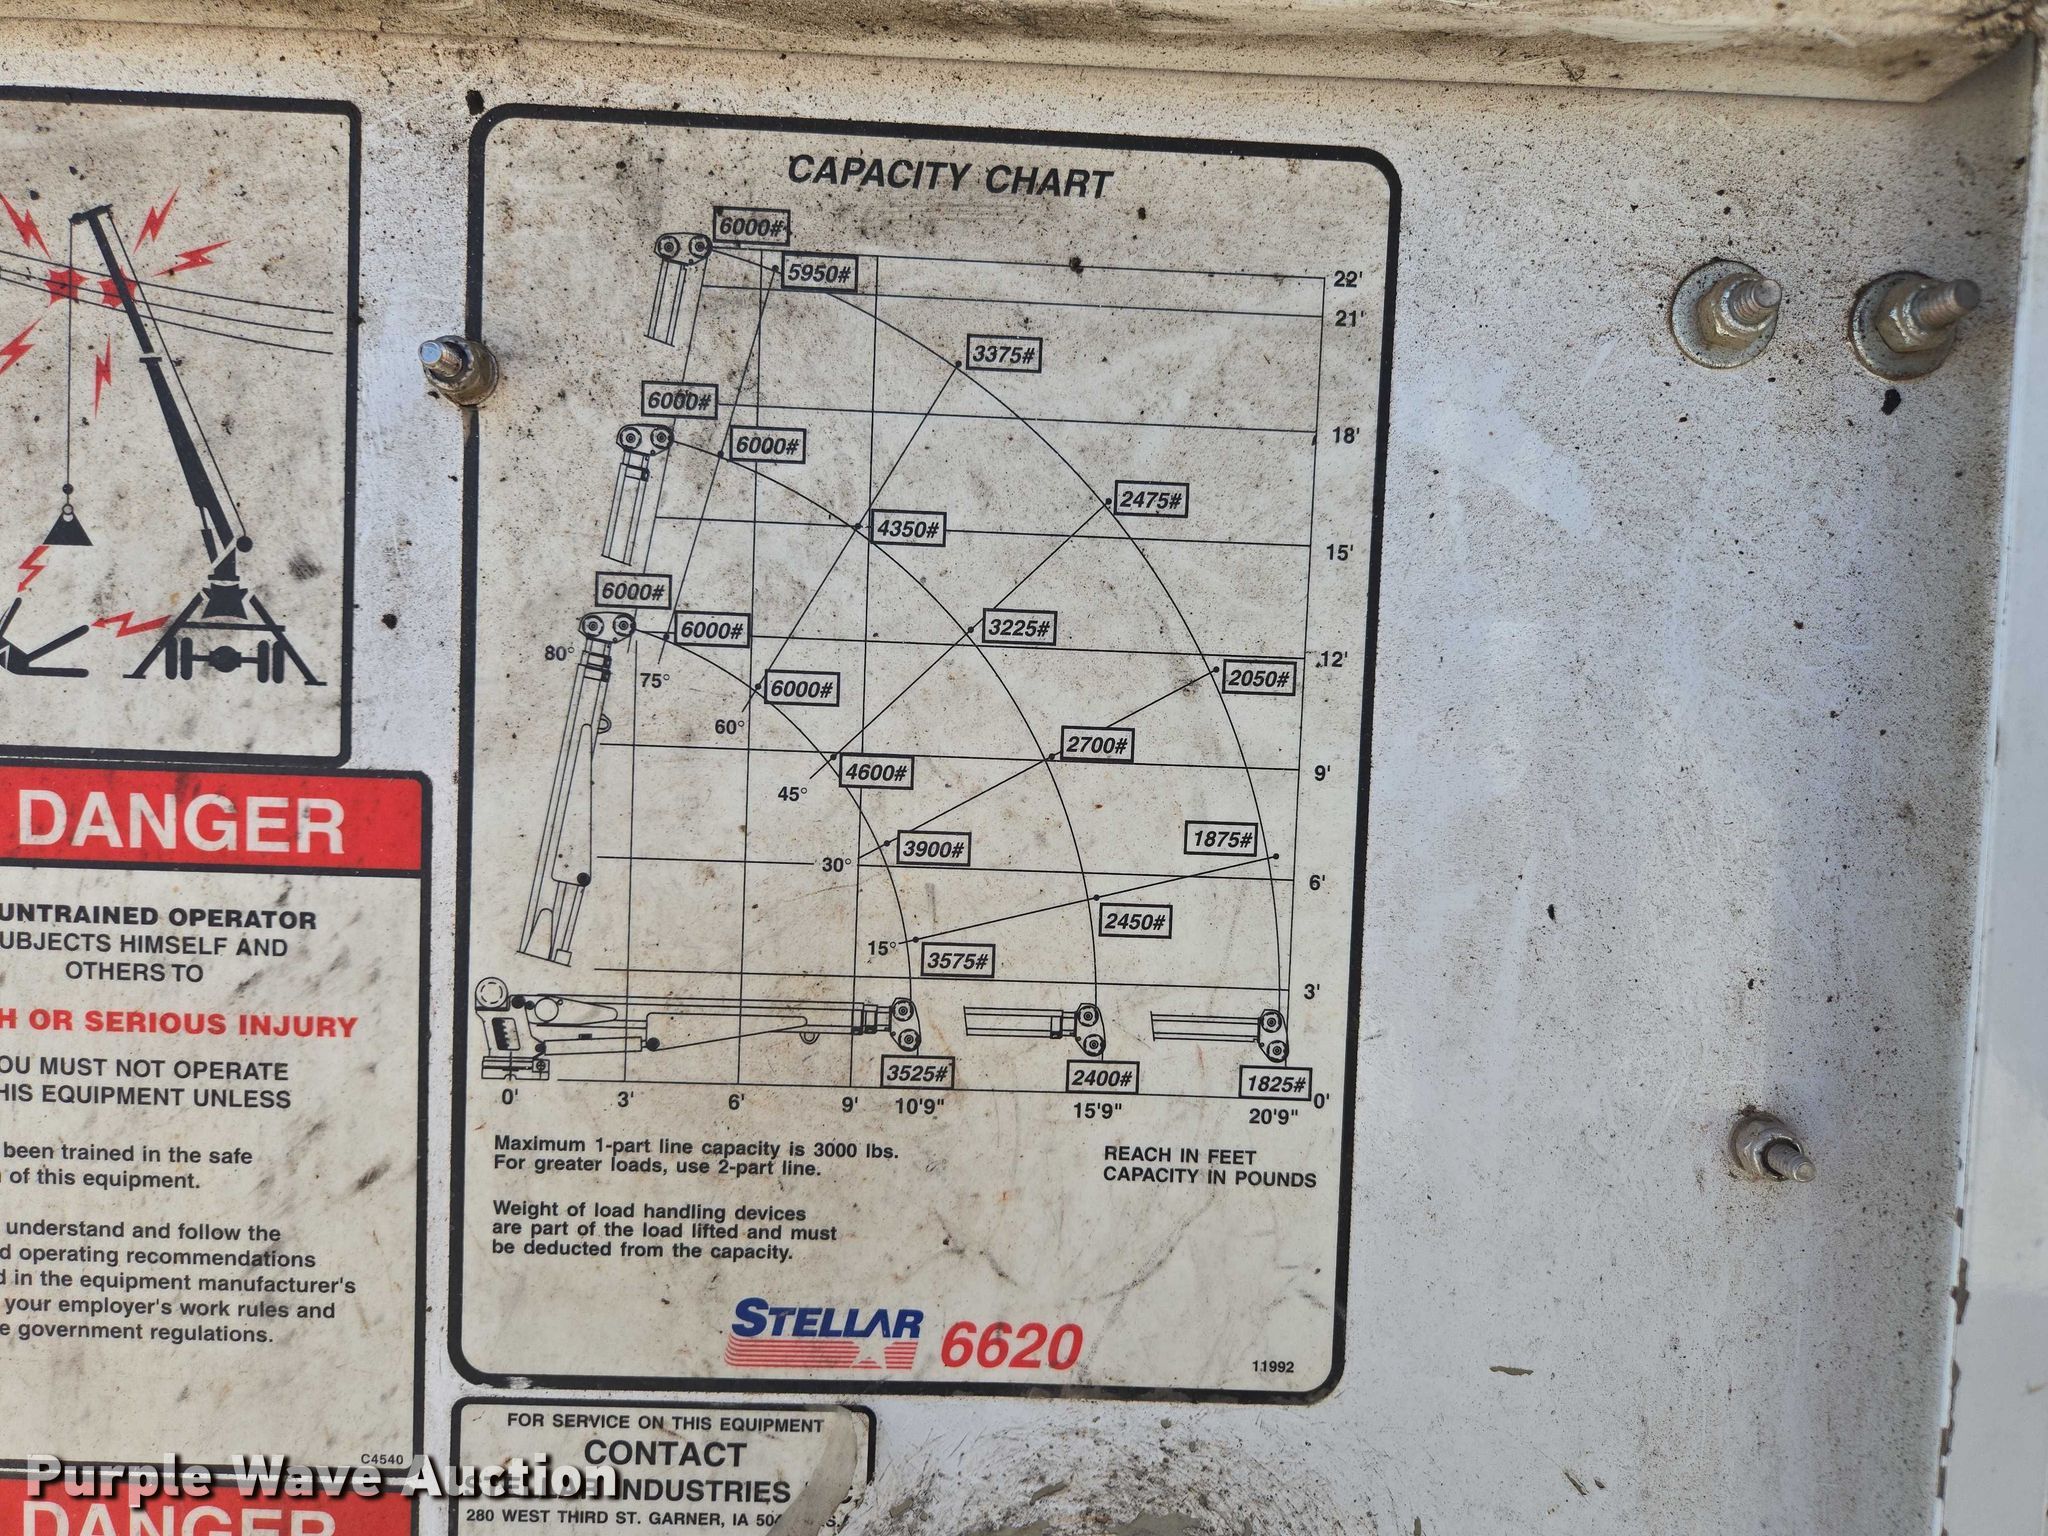 CAPACITY CHART
6000#
5950#
3375#
6000#
6000#
4350#
2475#
6000#
6000#
6000#
3225#
2050#
4600#
2700#
3900#
1875#
3575#
2450#
3525#
2400#
1825#
80°
75°
60°
45°
30°
15°
22'
21'
18'
15'
12'
9'
6'
3'
0'
0' 3' 6' 9' 10'9" 15'9" 20'9"
Maximum 1-part line capacity is 3000 lbs.
For greater loads, use 2-part line.
REACH IN FEET
CAPACITY IN POUNDS
Weight of load handling devices
are part of the load lifted and must
be deducted from the capacity.
STELLAR 6620
11992
DANGER
UNTRAINED OPERATOR
UBJECTS HIMSELF AND
OTHERS TO
H OR SERIOUS INJURY
OU MUST NOT OPERATE
HIS EQUIPMENT UNLESS
been trained in the safe
of this equipment.
understand and follow the
d operating recommendations
d in the equipment manufacturer's
your employer's work rules and
e government regulations.
C4540
DANGER
FOR SERVICE ON THIS EQUIPMENT
CONTACT
STELLAR INDUSTRIES
280 WEST THIRD ST. GARNER, IA
Purple Wave Auction